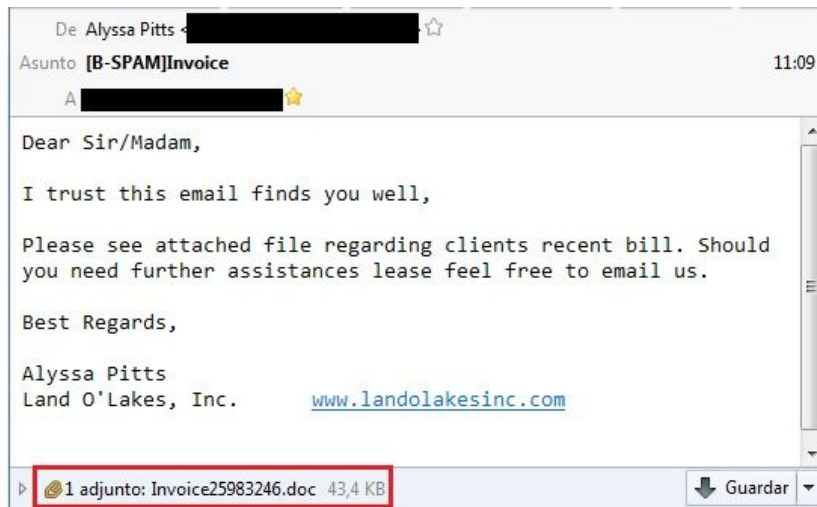 De Alyssa Pitts <
Asunto [B-SPAM]Invoice 11:09
A
Dear Sir/Madam,
I trust this email finds you well,
Please see attached file regarding clients recent bill. Should
you need further assistances lease feel free to email us.
Best Regards,
Alyssa Pitts
Land O'Lakes, Inc. www.landolakesinc.com
1 adjunto: Invoice25983246.doc 43,4 KB Guardar